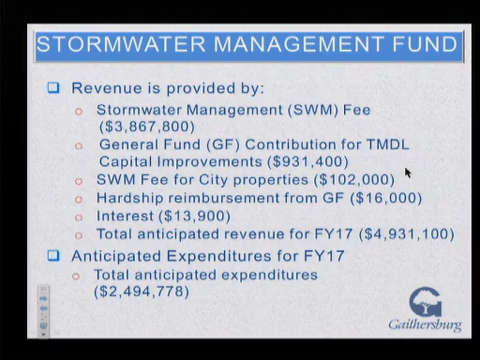 STORMWATER MANAGEMENT FUND
Revenue is provided by:
Stormwater Management (SWM) Fee
($3,867,800)
General Fund (GF) Contribution for TMDL
Capital Improvements ($931,400)
SWM Fee for City properties ($102,000)
Hardship reimbursement from GF ($16,000)
Interest ($13,900)
Total anticipated revenue for FY17 ($4,931,100)
Anticipated Expenditures for FY17
Total anticipated expenditures
($2,494,778)
Gaithersburg